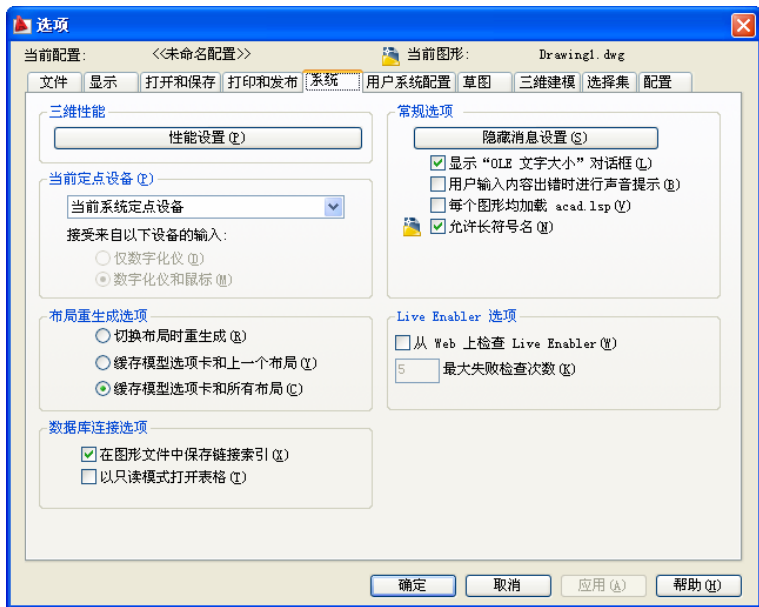 选项
当前配置: <<未命名配置>> 当前图形: Drawing1.dwg
文件 显示 打开和保存 打印和发布 系统 用户系统配置 草图 三维建模 选择集 配置
三维性能
性能设置(P)
当前定点设备(P)
当前系统定点设备
接受来自以下设备的输入:
仅数字化仪(D)
数字化仪和鼠标(M)
布局重生成选项
切换布局时重生成(R)
缓存模型选项卡和上一个布局(Y)
缓存模型选项卡和所有布局(C)
数据库连接选项
在图形文件中保存链接索引(X)
以只读模式打开表格(T)
常规选项
隐藏消息设置(S)
显示“OLE 文字大小”对话框(L)
用户输入内容出错时进行声音提示(B)
每个图形均加载 acad.lsp(V)
允许长符号名(N)
Live Enabler 选项
从 Web 上检查 Live Enabler(W)
5 最大失败检查次数(K)
确定 取消 应用(A) 帮助(H)